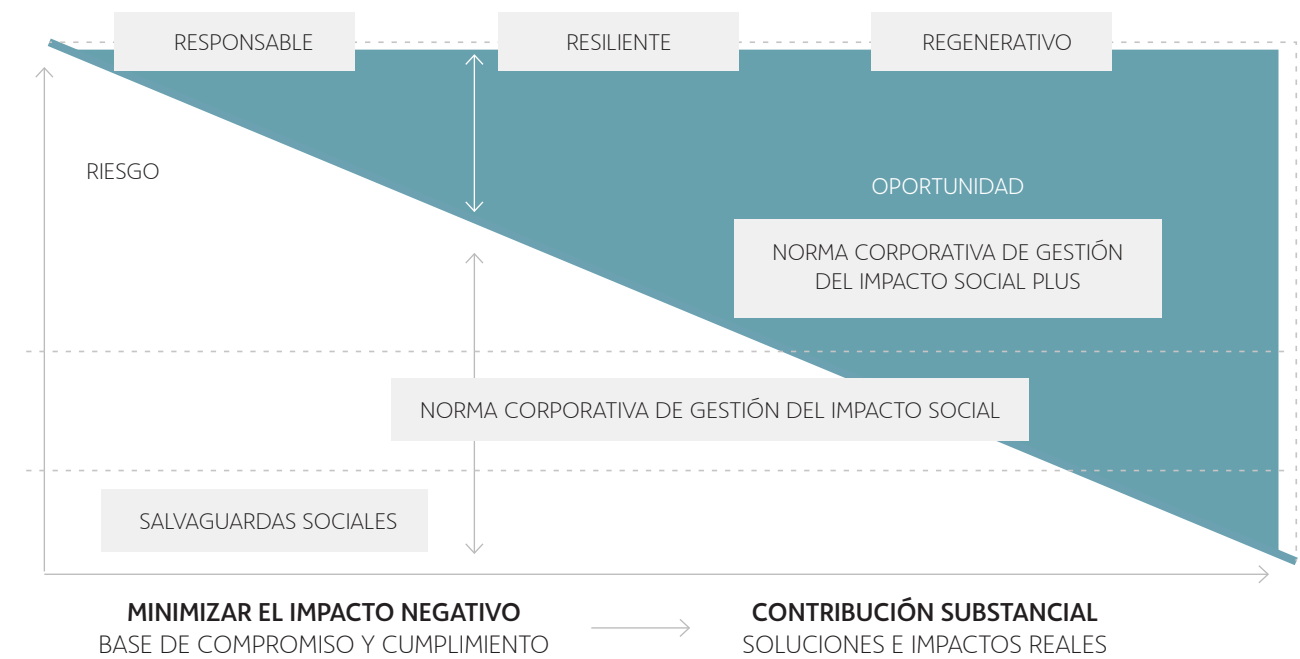 RESPONSABLE
RESILIENTE
REGENERATIVO
RIESGO
OPORTUNIDAD
NORMA CORPORATIVA DE GESTIÓN
DEL IMPACTO SOCIAL PLUS
NORMA CORPORATIVA DE GESTIÓN DEL IMPACTO SOCIAL
SALVAGUARDAS SOCIALES
MINIMIZAR EL IMPACTO NEGATIVO
BASE DE COMPROMISO Y CUMPLIMIENTO
CONTRIBUCIÓN SUBSTANCIAL
SOLUCIONES E IMPACTOS REALES